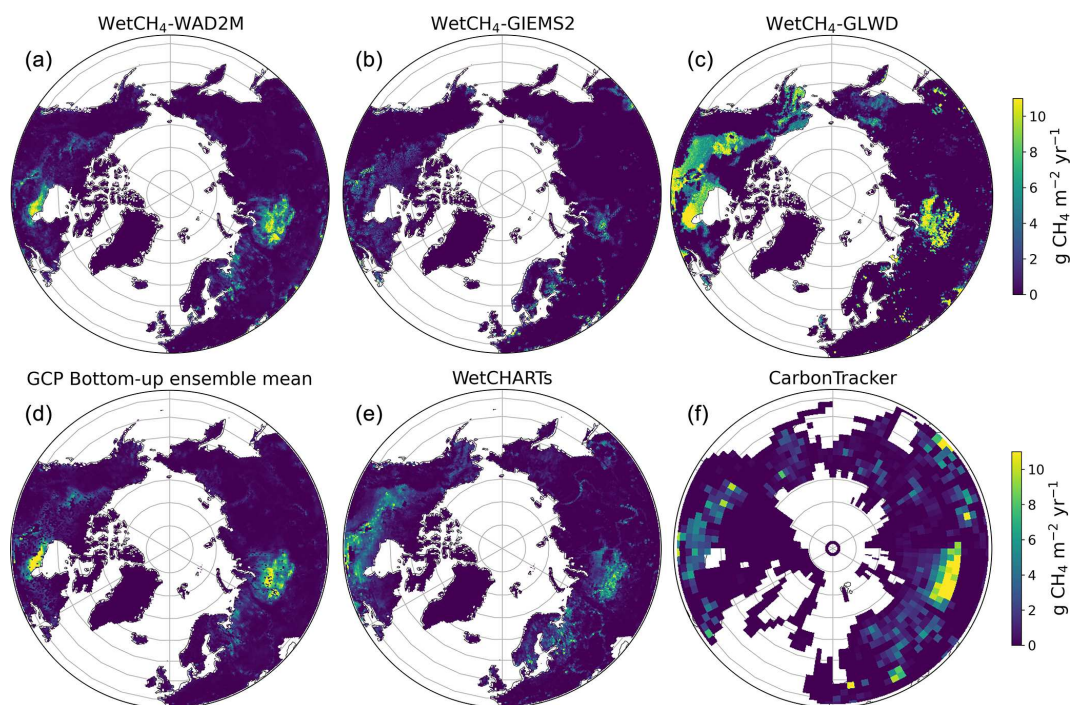 WetCH₄-WAD2M
WetCH₄-GIEMS2
WetCH₄-GLWD
(a)
(b)
(c)
10
8
6
4
2
0
g CH₄ m⁻² yr⁻¹
GCP Bottom-up ensemble mean
WetCHARTs
CarbonTracker
(d)
(e)
(f)
10
8
6
4
2
0
g CH₄ m⁻² yr⁻¹